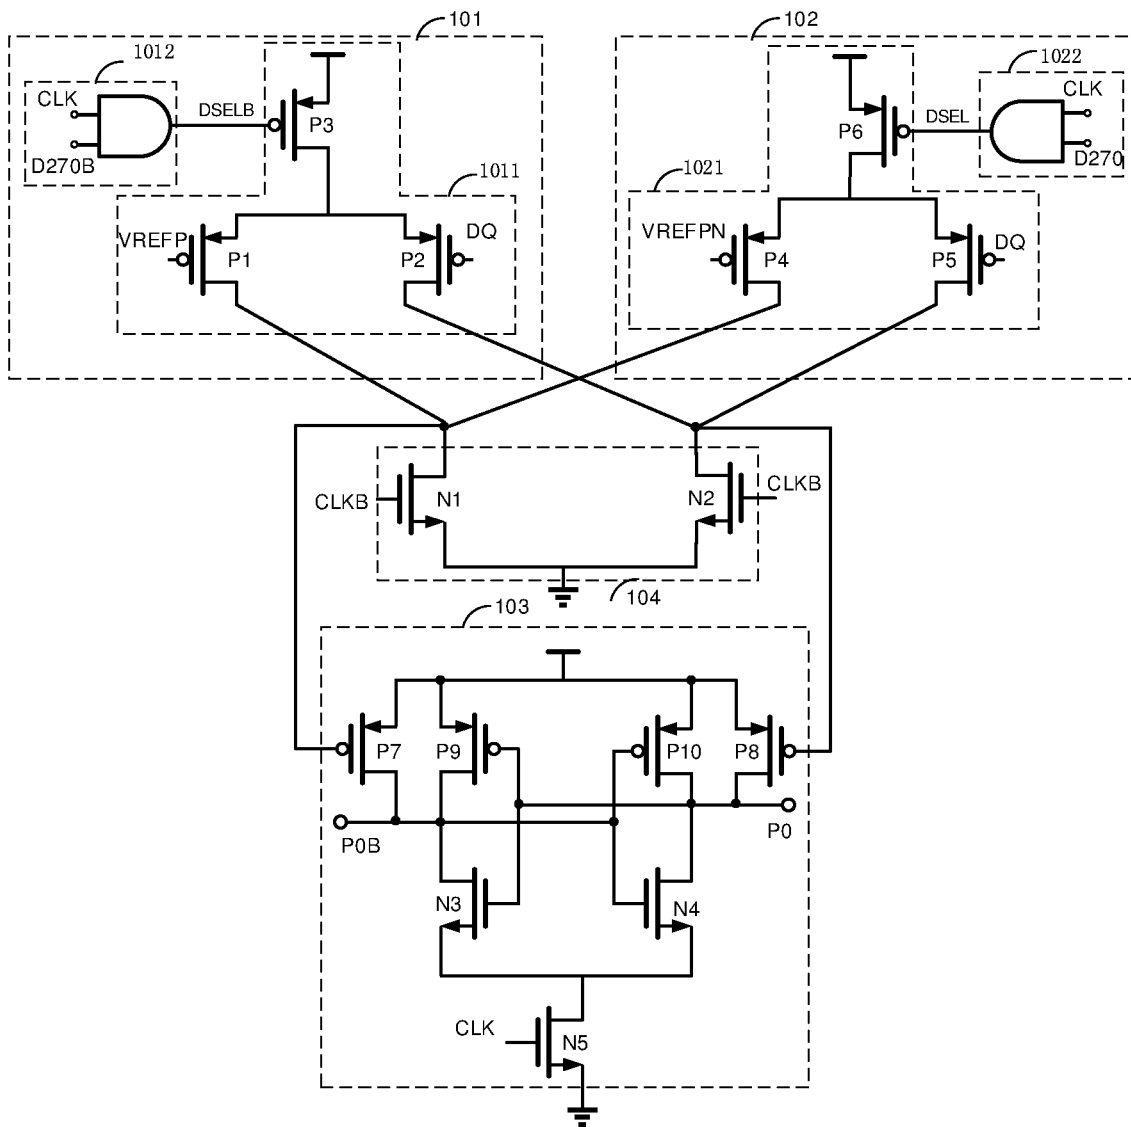 101
102
1012
1022
CLK
DSELB
P3
D270B
P6
DSEL
CLK
D270
1011
1021
VREFP
P1
P2
DQ
VREFPN
P4
P5
DQ
CLKB
N1
N2
CLKB
104
103
P7
P9
P10
P8
P0B
P0
N3
N4
CLK
N5